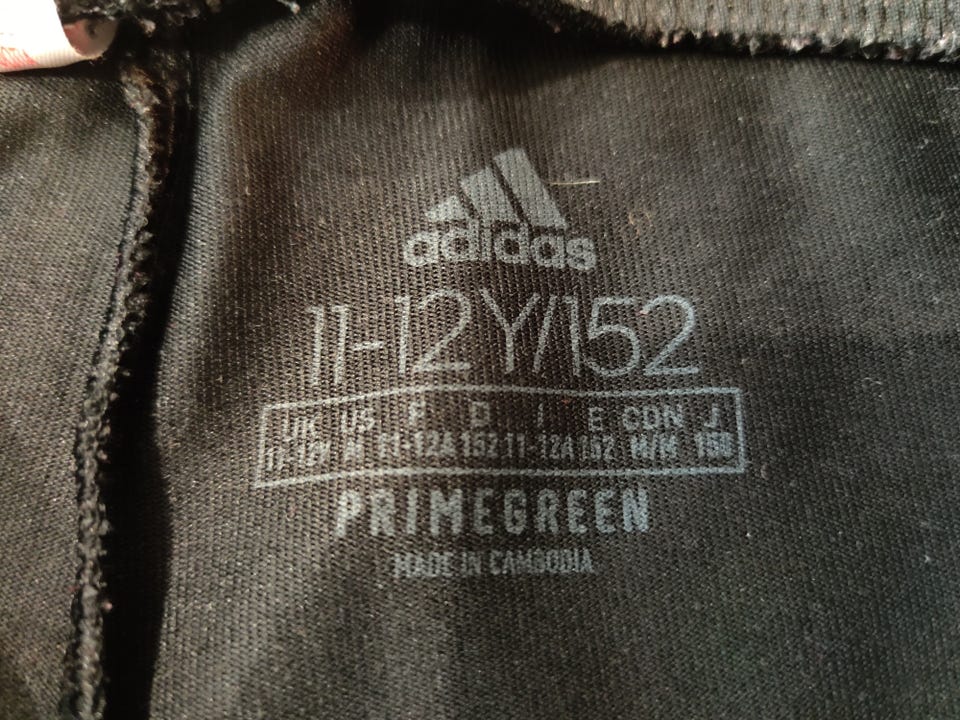 adidas
11-12Y/152
UK US F D I E CDN J
11-12Y M 11-12A 152 11-12A 152 M/M 150
PRIMEGREEN
MADE IN CAMBODIA